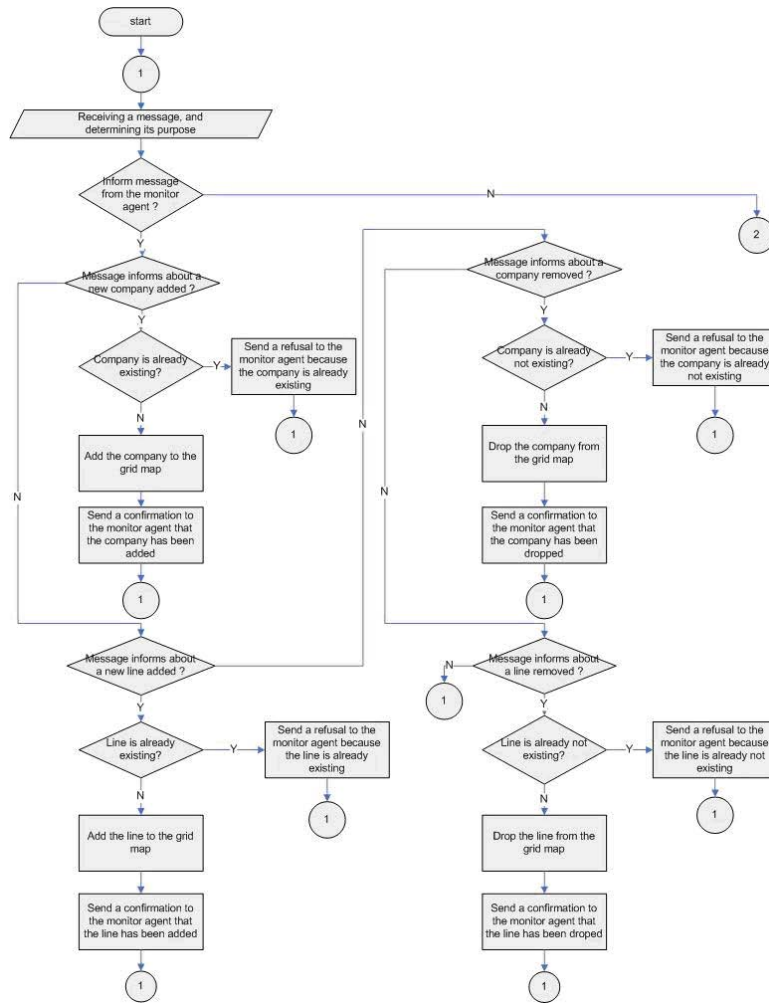 start
1
Receiving a message, and
determining its purpose
Inform message
from the monitor
agent ?
N
2
Y
Message informs about a
new company added ?
Y
N
Company is already
existing?
Y
Send a refusal to the
monitor agent because
the company is already
existing
1
N
Add the company to the
grid map
Send a confirmation to
the monitor agent that
the company has been
added
1
Message informs about
a new line added ?
N
Y
Line is already
existing?
Y
Send a refusal to the
monitor agent because
the line is already
existing
1
N
Add the line to the grid
map
Send a confirmation to
the monitor agent that
the line has been added
1
Message informs about a
company removed ?
Y
N
Company is already
not existing?
Y
Send a refusal to the
monitor agent because
the company is already
not existing
1
N
Drop the company from
the grid map
Send a confirmation to
the monitor agent that
the company has been
dropped
1
Message informs about
a line removed ?
N
1
Y
Line is already not
existing?
Y
Send a refusal to the
monitor agent because
the line is already not
existing
1
N
Drop the line from the
grid map
Send a confirmation to
the monitor agent that
the line has been droped
1